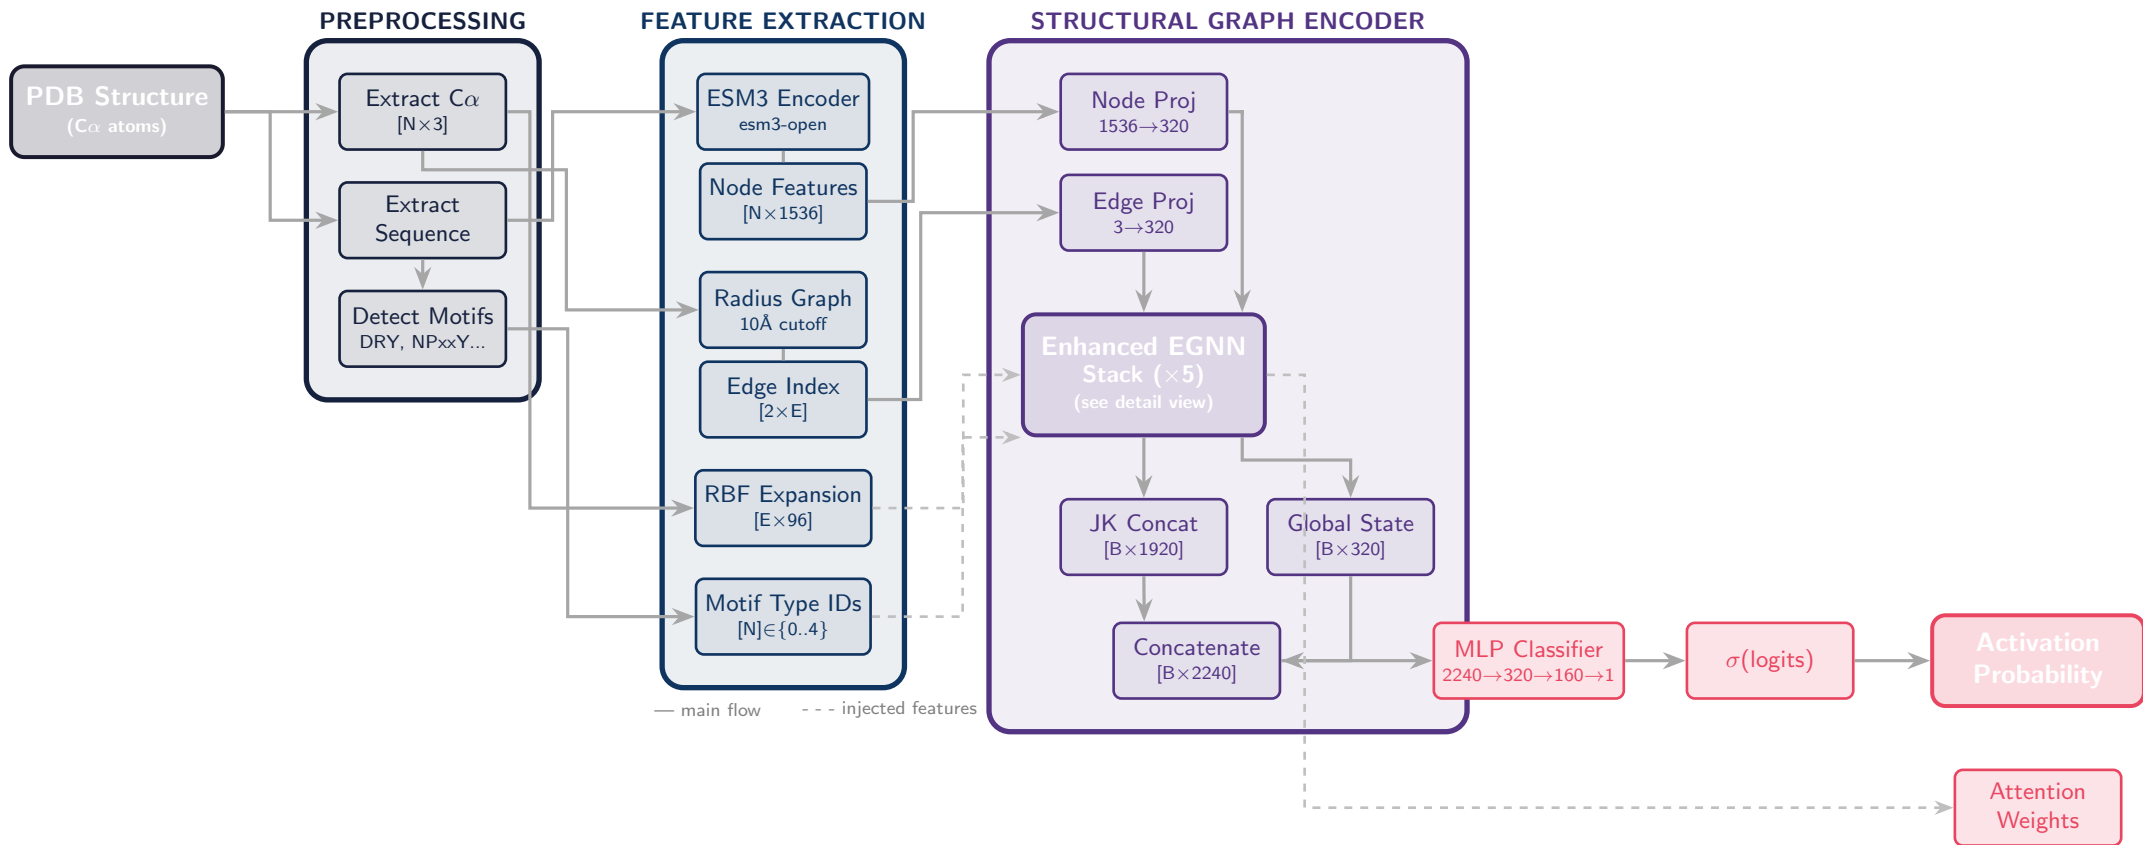 PREPROCESSING
FEATURE EXTRACTION
STRUCTURAL GRAPH ENCODER
PDB Structure
(Cα atoms)
Extract Cα
[N×3]
Extract
Sequence
Detect Motifs
DRY, NPxxY...
ESM3 Encoder
esm3-open
Node Features
[N×1536]
Radius Graph
10Å cutoff
Edge Index
[2×E]
RBF Expansion
[E×96]
Motif Type IDs
[N]∈{0..4}
— main flow
- - - injected features
Node Proj
1536→320
Edge Proj
3→320
Enhanced EGNN
Stack (×5)
(see detail view)
JK Concat
[B×1920]
Global State
[B×320]
Concatenate
[B×2240]
MLP Classifier
2240→320→160→1
σ(logits)
Activation
Probability
Attention
Weights